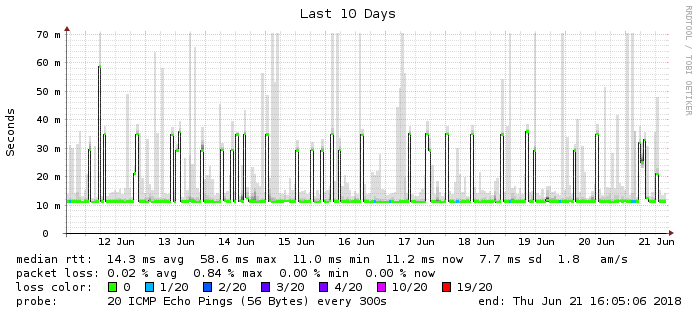 Last 10 Days
RRDTOOL / TOBI OETIKER
Seconds
70 m
60 m
50 m
40 m
30 m
20 m
10 m
0
12 Jun 13 Jun 14 Jun 15 Jun 16 Jun 17 Jun 18 Jun 19 Jun 20 Jun 21 Jun
median rtt: 14.3 ms avg 58.6 ms max 11.0 ms min 11.2 ms now 7.7 ms sd 1.8 am/s
packet loss: 0.02 % avg 0.84 % max 0.00 % min 0.00 % now
loss color: 0 1/20 2/20 3/20 4/20 10/20 19/20
probe: 20 ICMP Echo Pings (56 Bytes) every 300s end: Thu Jun 21 16:05:06 2018